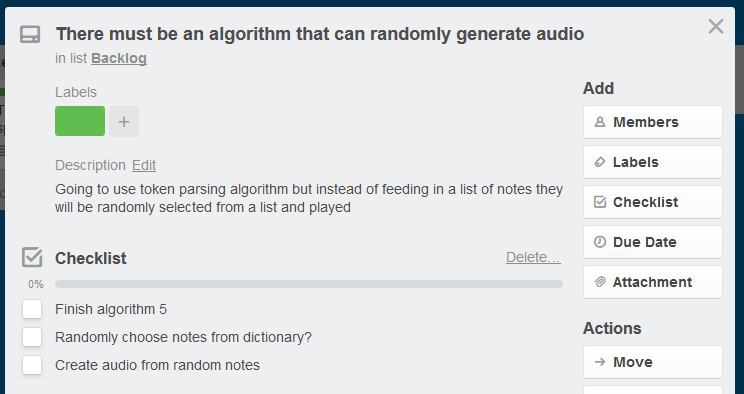 There must be an algorithm that can randomly generate audio
in list Backlog
Labels
+
Description Edit
Going to use token parsing algorithm but instead of feeding in a list of notes they
will be randomly selected from a list and played
Checklist
Delete...
0%
Finish algorithm 5
Randomly choose notes from dictionary?
Create audio from random notes
Add
Members
Labels
Checklist
Due Date
Attachment
Actions
Move